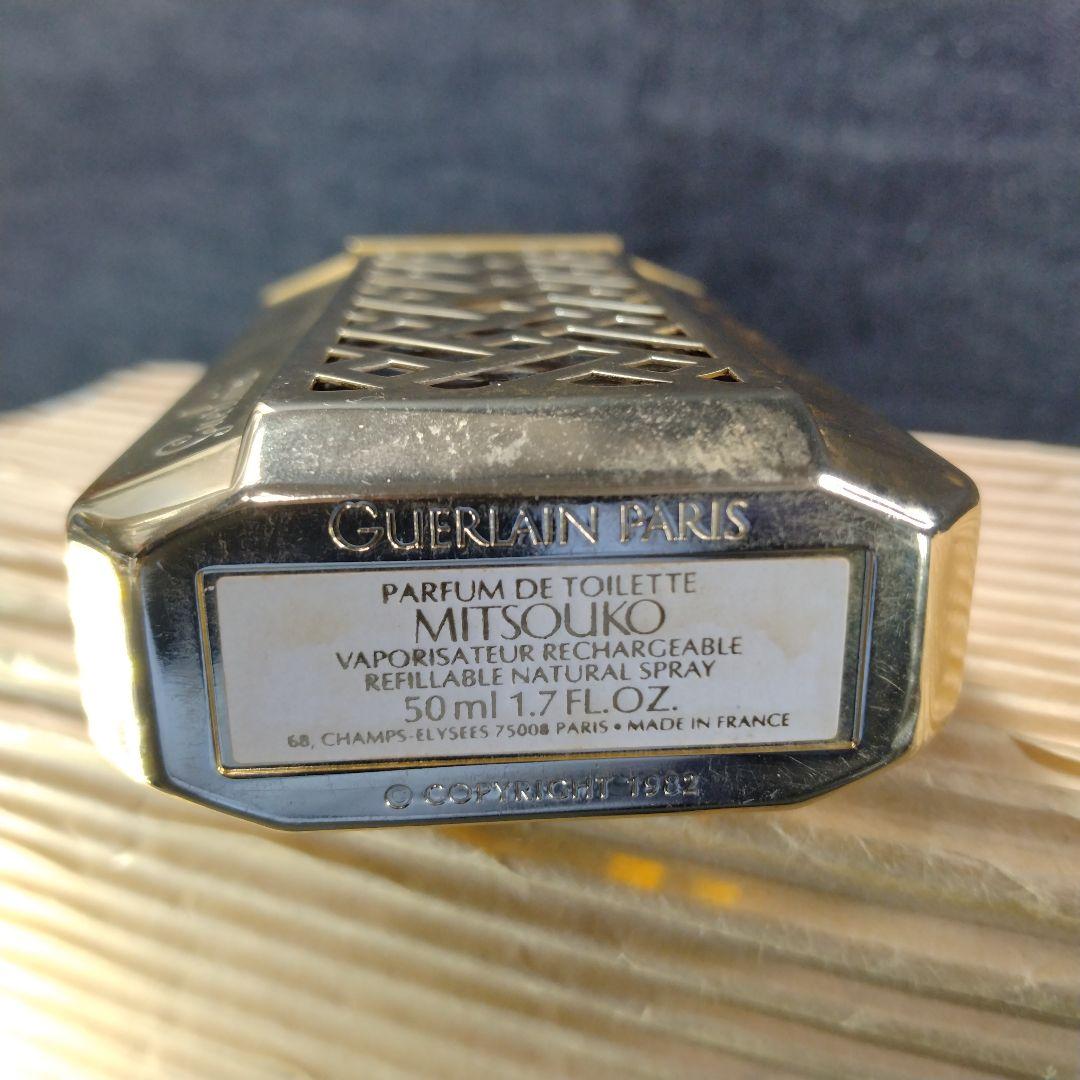 Guerlain
GUERLAIN PARIS
PARFUM DE TOILETTE
MITSOUKO
VAPORISATEUR RECHARGEABLE
REFILLABLE NATURAL SPRAY
50 ml 1.7 FL.OZ.
68, CHAMPS-ELYSEES 75008 PARIS • MADE IN FRANCE
© COPYRIGHT 1982